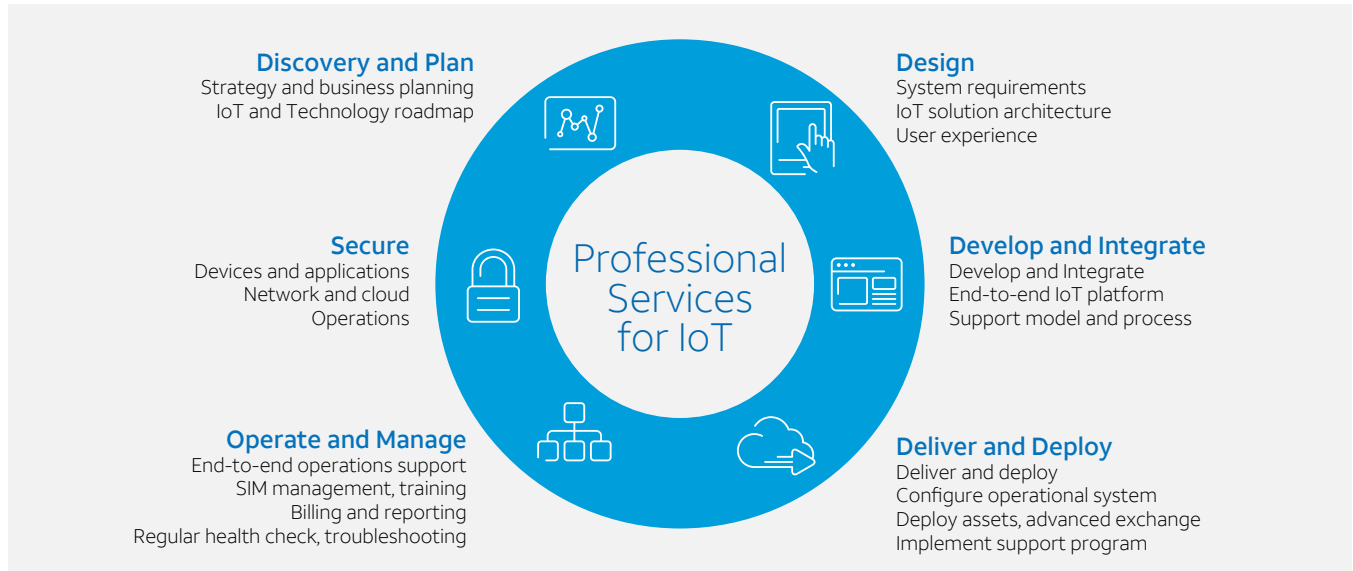 Discovery and Plan
Strategy and business planning
IoT and Technology roadmap
Design
System requirements
IoT solution architecture
User experience
Secure
Devices and applications
Network and cloud
Operations
Professional
Services
for IoT
Develop and Integrate
Develop and Integrate
End-to-end IoT platform
Support model and process
Operate and Manage
End-to-end operations support
SIM management, training
Billing and reporting
Regular health check, troubleshooting
Deliver and Deploy
Deliver and deploy
Configure operational system
Deploy assets, advanced exchange
Implement support program